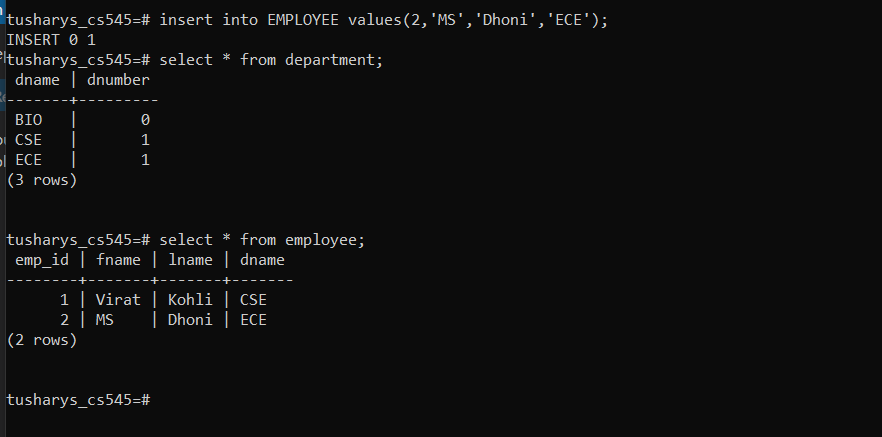 tusharys_cs545=# insert into EMPLOYEE values(2,'MS','Dhoni','ECE');
INSERT 0 1
tusharys_cs545=# select * from department;
 dname | dnumber
-------+---------
 BIO   |       0
 CSE   |       1
 ECE   |       1
(3 rows)
tusharys_cs545=# select * from employee;
 emp_id | fname | lname | dname
--------+-------+-------+-------
      1 | Virat | Kohli | CSE
      2 | MS    | Dhoni | ECE
(2 rows)
tusharys_cs545=#